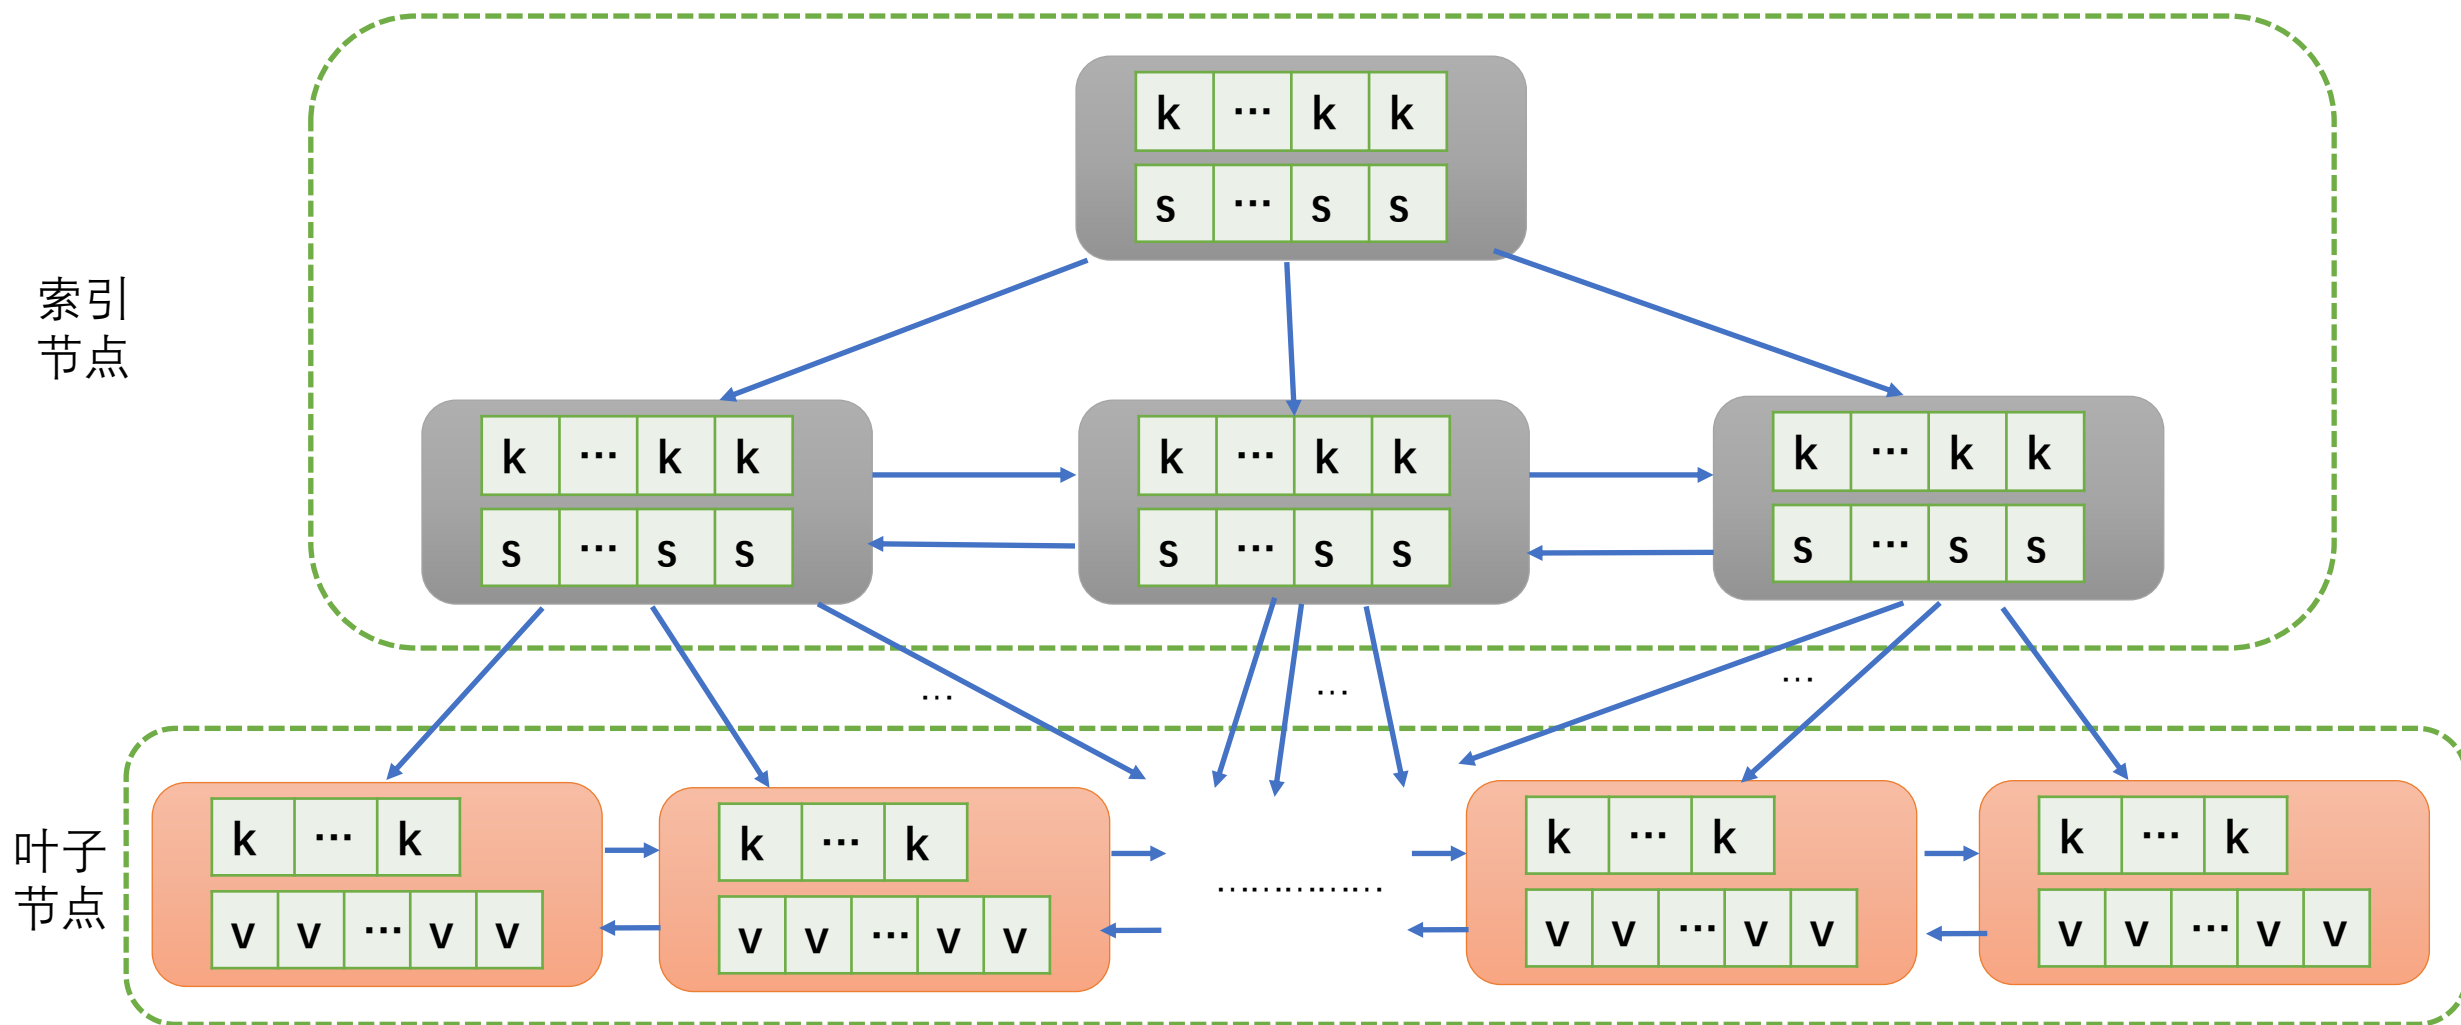 k ... k k
s ... s s
索引
节点
k ... k k
s ... s s
k ... k k
s ... s s
k ... k k
s ... s s
...
...
...
叶子
节点
k ... k
v v ... v v
k ... k
v v ... v v
...............
k ... k
v v ... v v
k ... k
v v ... v v